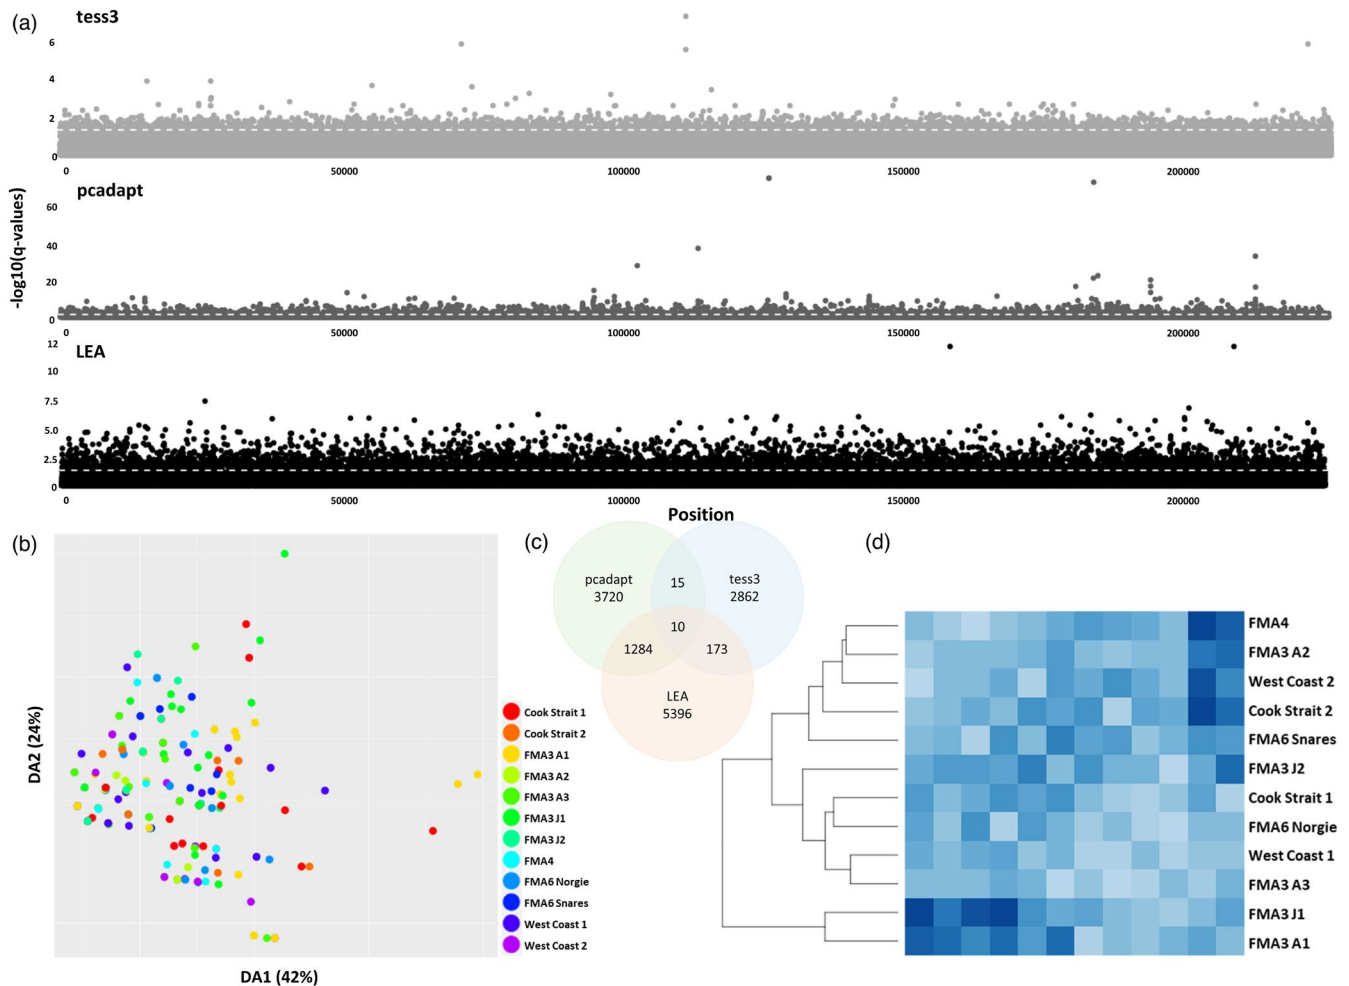 (a)
tess3
6
4
2
0
0 50000 100000 150000 200000
pcadapt
-log10(q-values)
60
40
20
0
0 50000 100000 150000 200000
LEA
12
10
7.5
5.0
2.5
0
0 50000 100000 150000 200000
Position
(b)
DA2 (24%)
DA1 (42%)
Cook Strait 1
Cook Strait 2
FMA3 A1
FMA3 A2
FMA3 A3
FMA3 J1
FMA3 J2
FMA4
FMA6 Norgie
FMA6 Snares
West Coast 1
West Coast 2
(c)
pcadapt
3720
15
tess3
2862
10
1284
173
LEA
5396
(d)
FMA4
FMA3 A2
West Coast 2
Cook Strait 2
FMA6 Snares
FMA3 J2
Cook Strait 1
FMA6 Norgie
West Coast 1
FMA3 A3
FMA3 J1
FMA3 A1